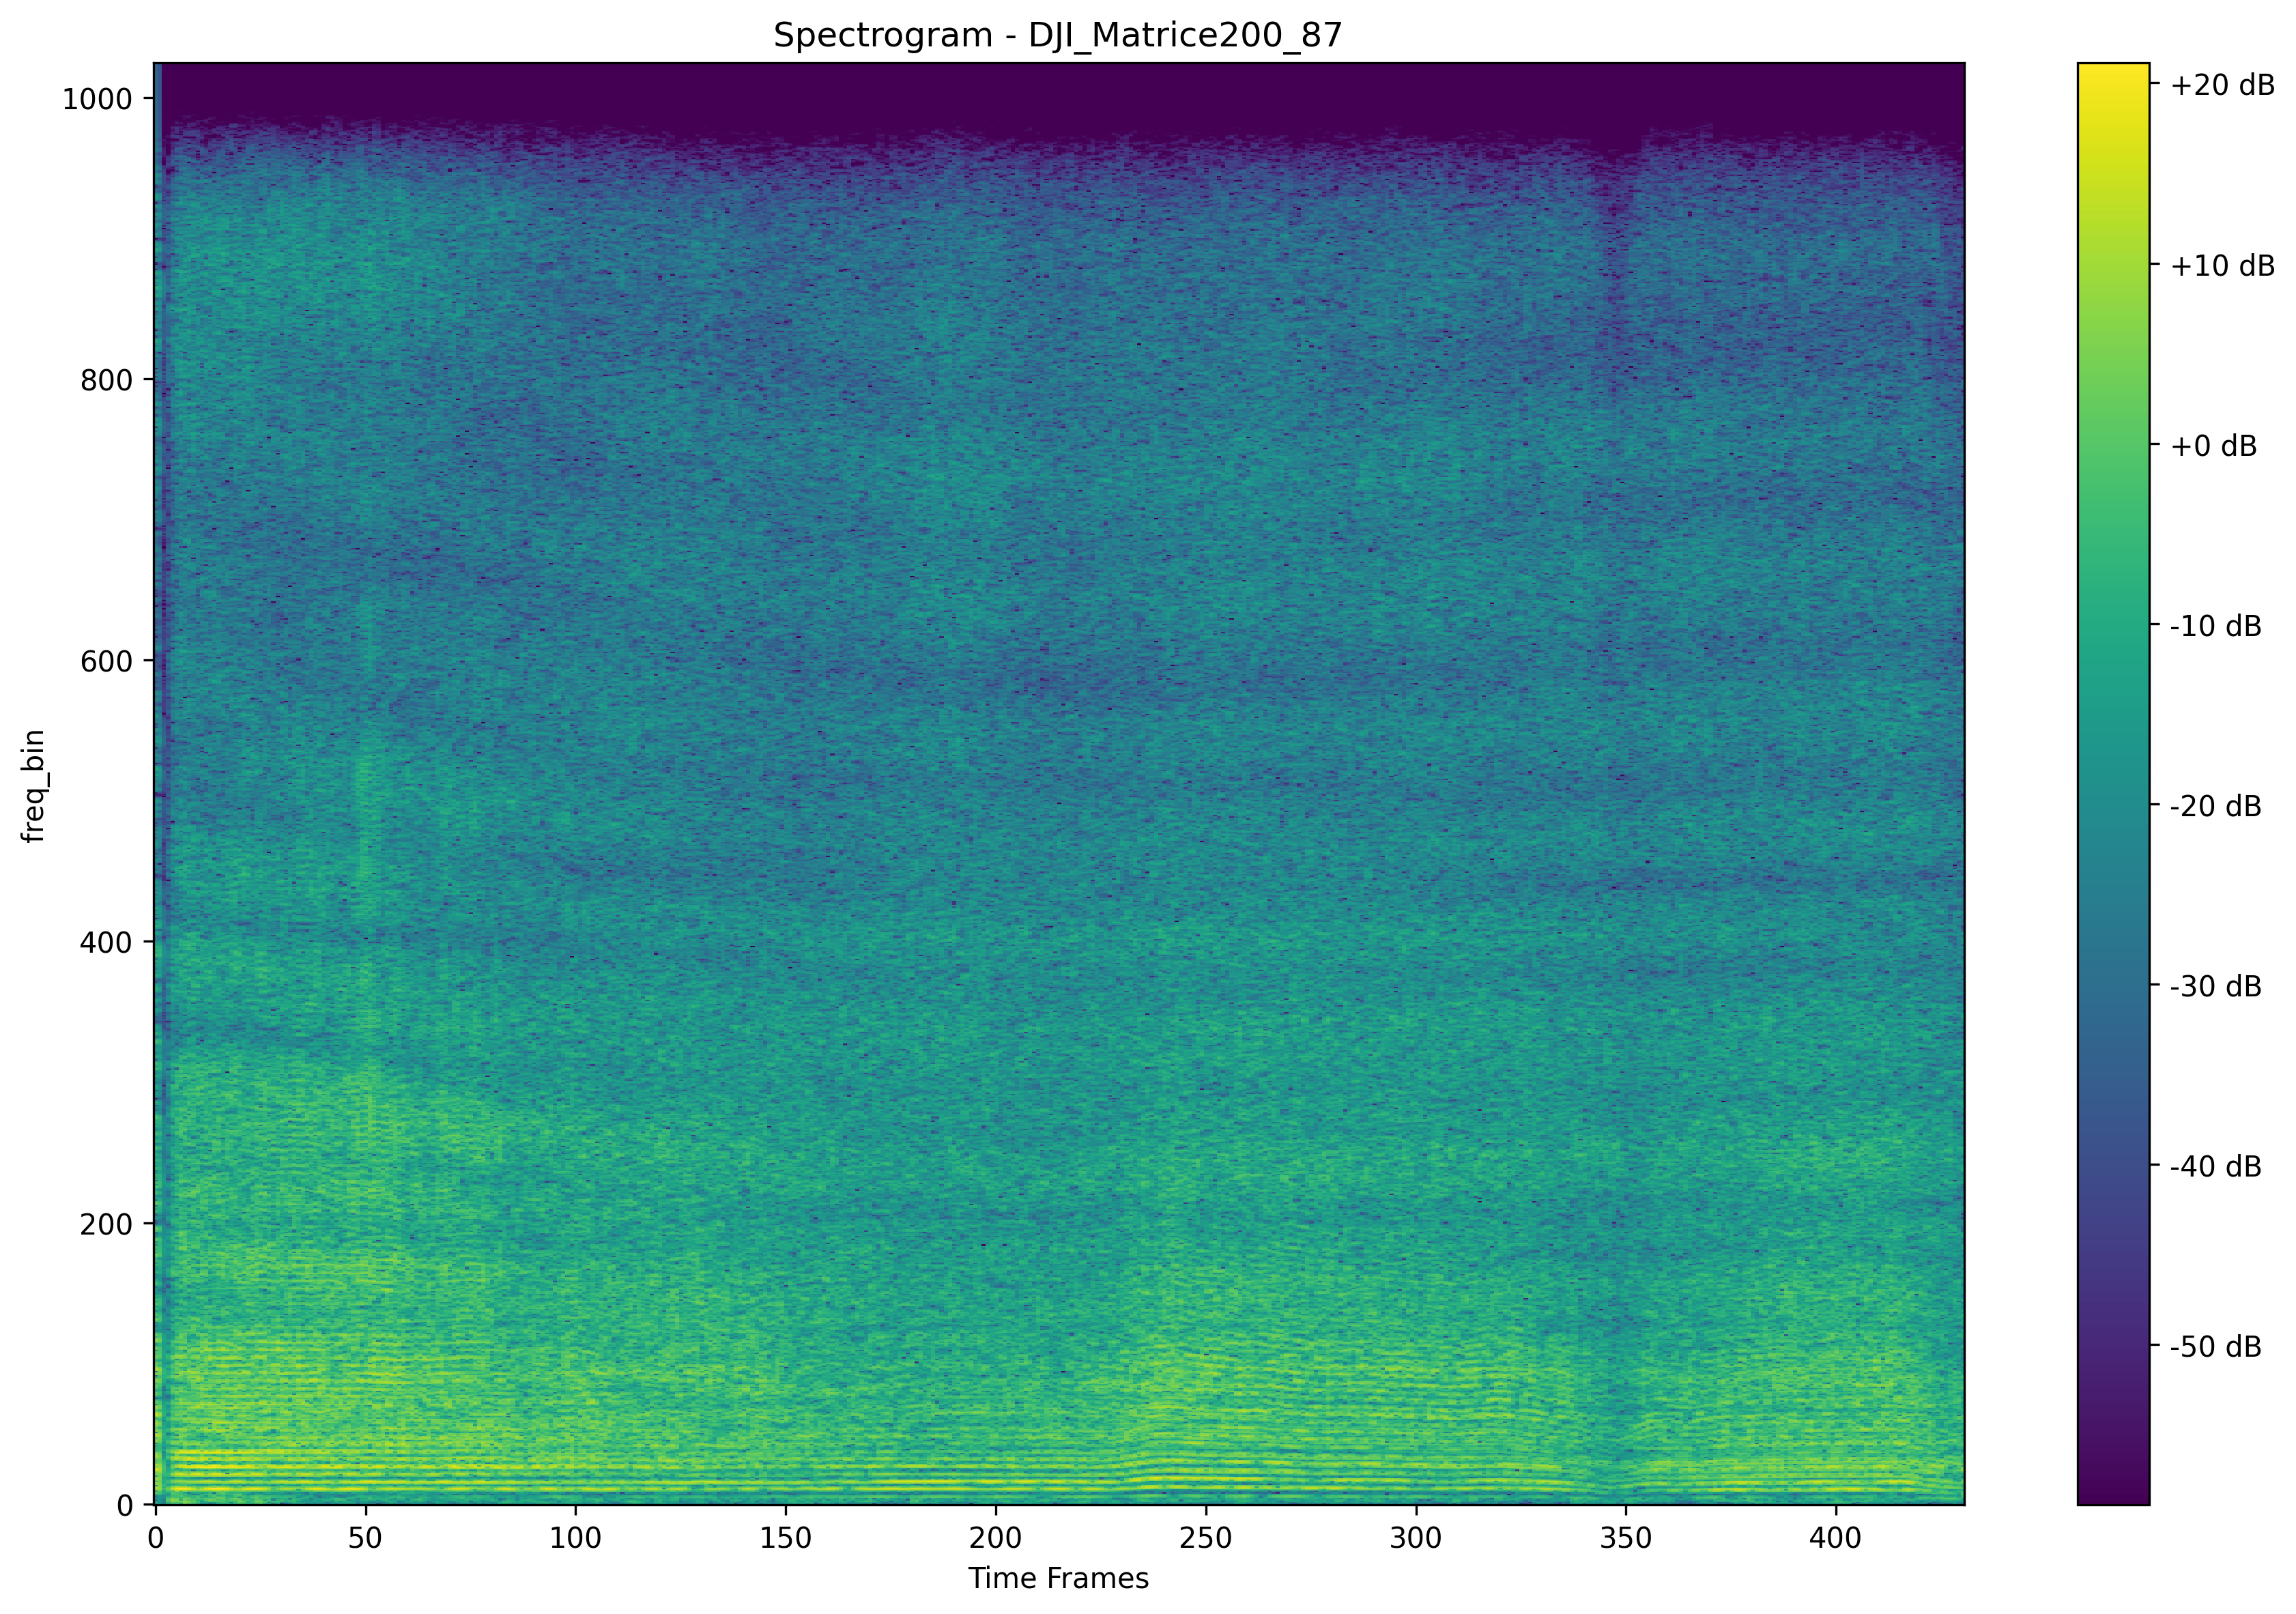 Spectrogram - DJI_Matrice200_87
1000
800
600
400
200
0
freq_bin
0 50 100 150 200 250 300 350 400
Time Frames
+20 dB
+10 dB
+0 dB
-10 dB
-20 dB
-30 dB
-40 dB
-50 dB